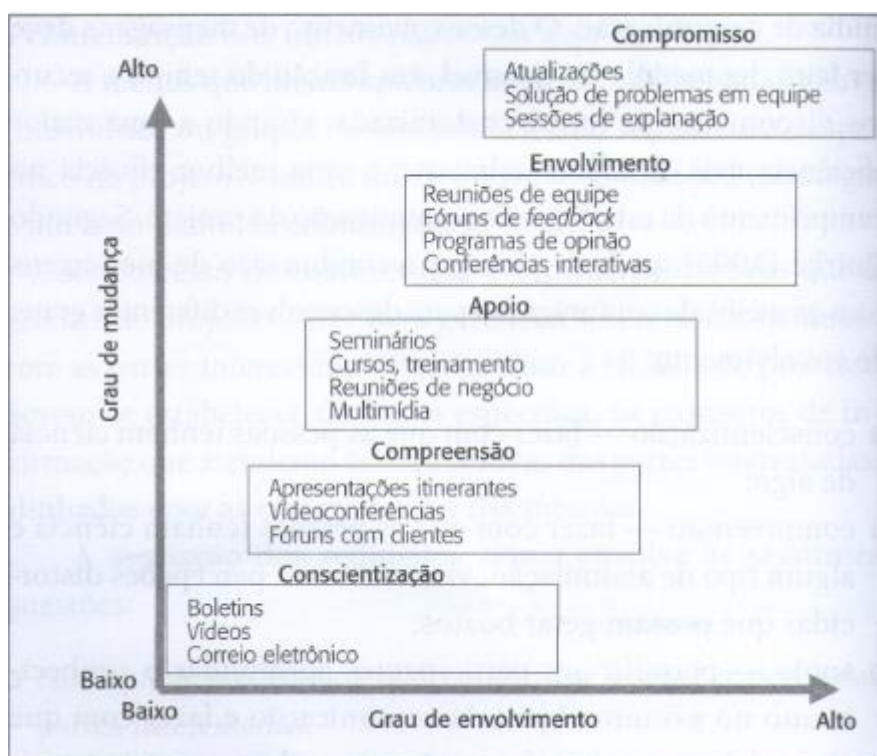 Compromisso
Alto
Atualizações
Solução de problemas em equipe
Sessões de explanação
Envolvimento
Reuniões de equipe
Fóruns de feedback
Programas de opinião
Conferências interativas
Apoio
Seminários
Cursos, treinamento
Reuniões de negócio
Multimídia
Grau de mudança
Compreensão
Apresentações itinerantes
Videoconferências
Fóruns com clientes
Conscientização
Boletins
Vídeos
Correio eletrônico
Baixo
Baixo
Grau de envolvimento
Alto